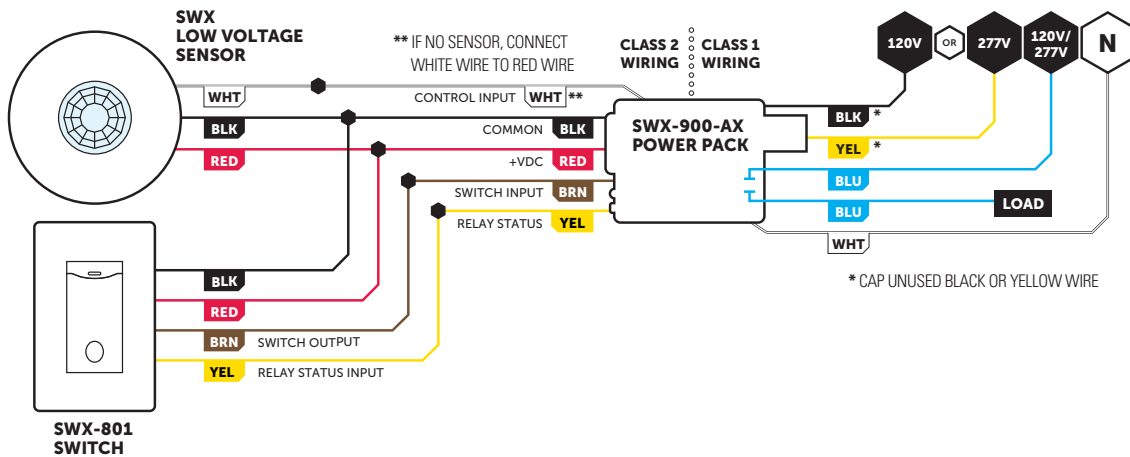 SWX
LOW VOLTAGE
SENSOR
** IF NO SENSOR, CONNECT
WHITE WIRE TO RED WIRE
CLASS 2
WIRING
CLASS 1
WIRING
120V
OR
277V
120V/
277V
N
WHT
CONTROL INPUT
WHT
**
BLK
COMMON
BLK
RED
+VDC
RED
SWITCH INPUT
BRN
RELAY STATUS
YEL
SWX-900-AX
POWER PACK
BLK
*
YEL
*
BLU
BLU
LOAD
WHT
* CAP UNUSED BLACK OR YELLOW WIRE
BLK
RED
BRN
SWITCH OUTPUT
YEL
RELAY STATUS INPUT
SWX-801
SWITCH